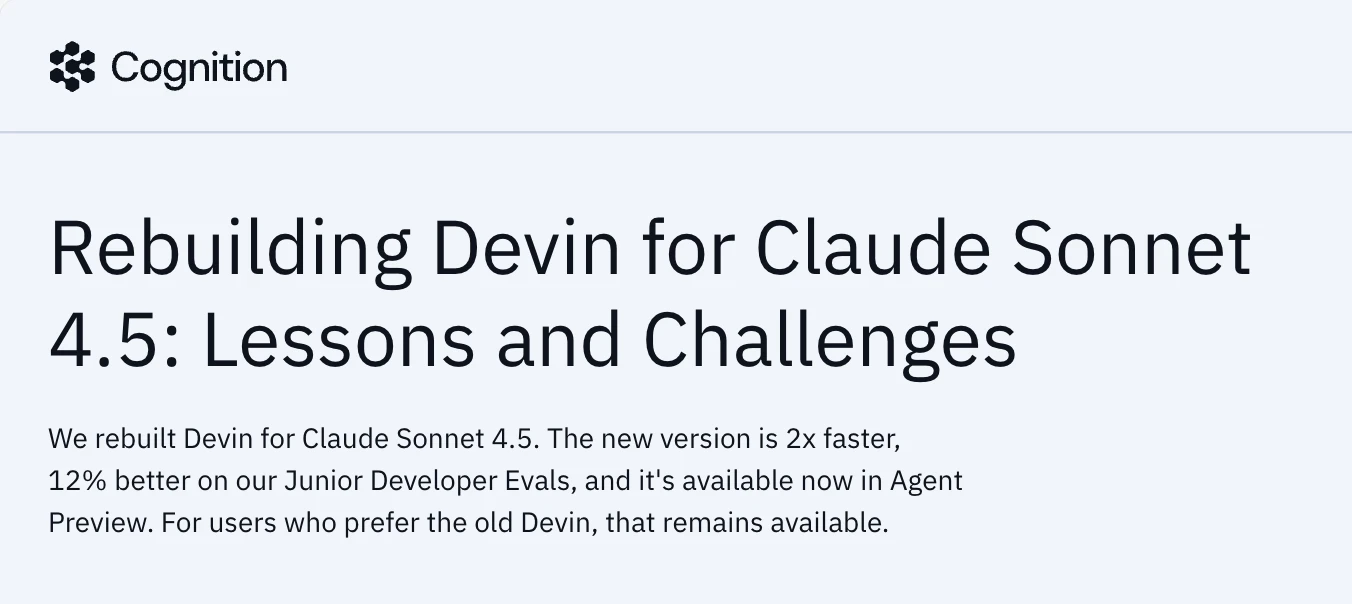 Cognition
Rebuilding Devin for Claude Sonnet
4.5: Lessons and Challenges
We rebuilt Devin for Claude Sonnet 4.5. The new version is 2x faster,
12% better on our Junior Developer Evals, and it's available now in Agent
Preview. For users who prefer the old Devin, that remains available.